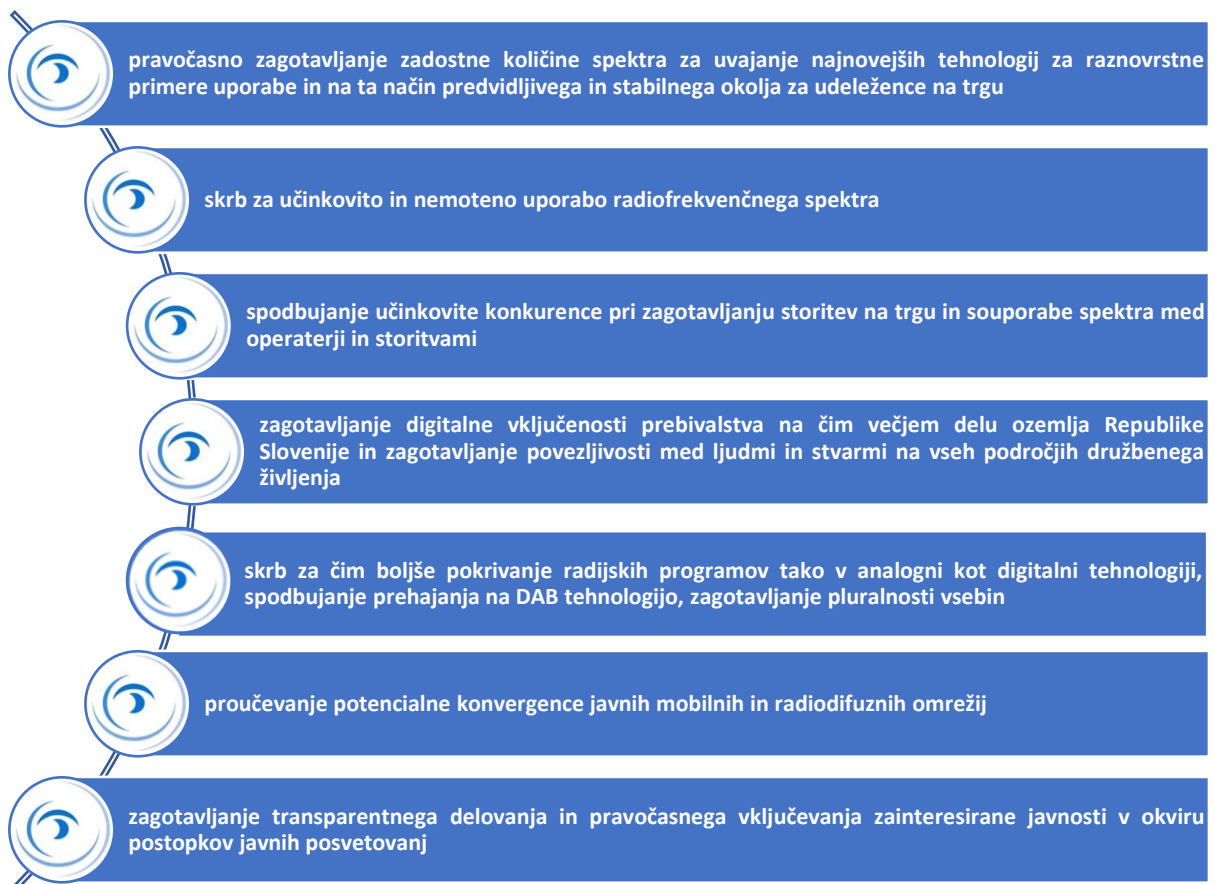 pravočasno zagotavljanje zadostne količine spektra za uvajanje najnovejših tehnologij za raznovrstne
primere uporabe in na ta način predvidljivega in stabilnega okolja za udeležence na trgu
skrb za učinkovito in nemoteno uporabo radiofrekvenčnega spektra
spodbujanje učinkovite konkurence pri zagotavljanju storitev na trgu in souporabe spektra med
operaterji in storitvami
zagotavljanje digitalne vključenosti prebivalstva na čim večjem delu ozemlja Republike
Slovenije in zagotavljanje povezljivosti med ljudmi in stvarmi na vseh področjih družbenega
življenja
skrb za čim boljše pokrivanje radijskih programov tako v analogni kot digitalni tehnologiji,
spodbujanje prehajanja na DAB tehnologijo, zagotavljanje pluralnosti vsebin
proučevanje potencialne konvergence javnih mobilnih in radiodifuznih omrežij
zagotavljanje transparentnega delovanja in pravočasnega vključevanja zainteresirane javnosti v okviru
postopkov javnih posvetovanj